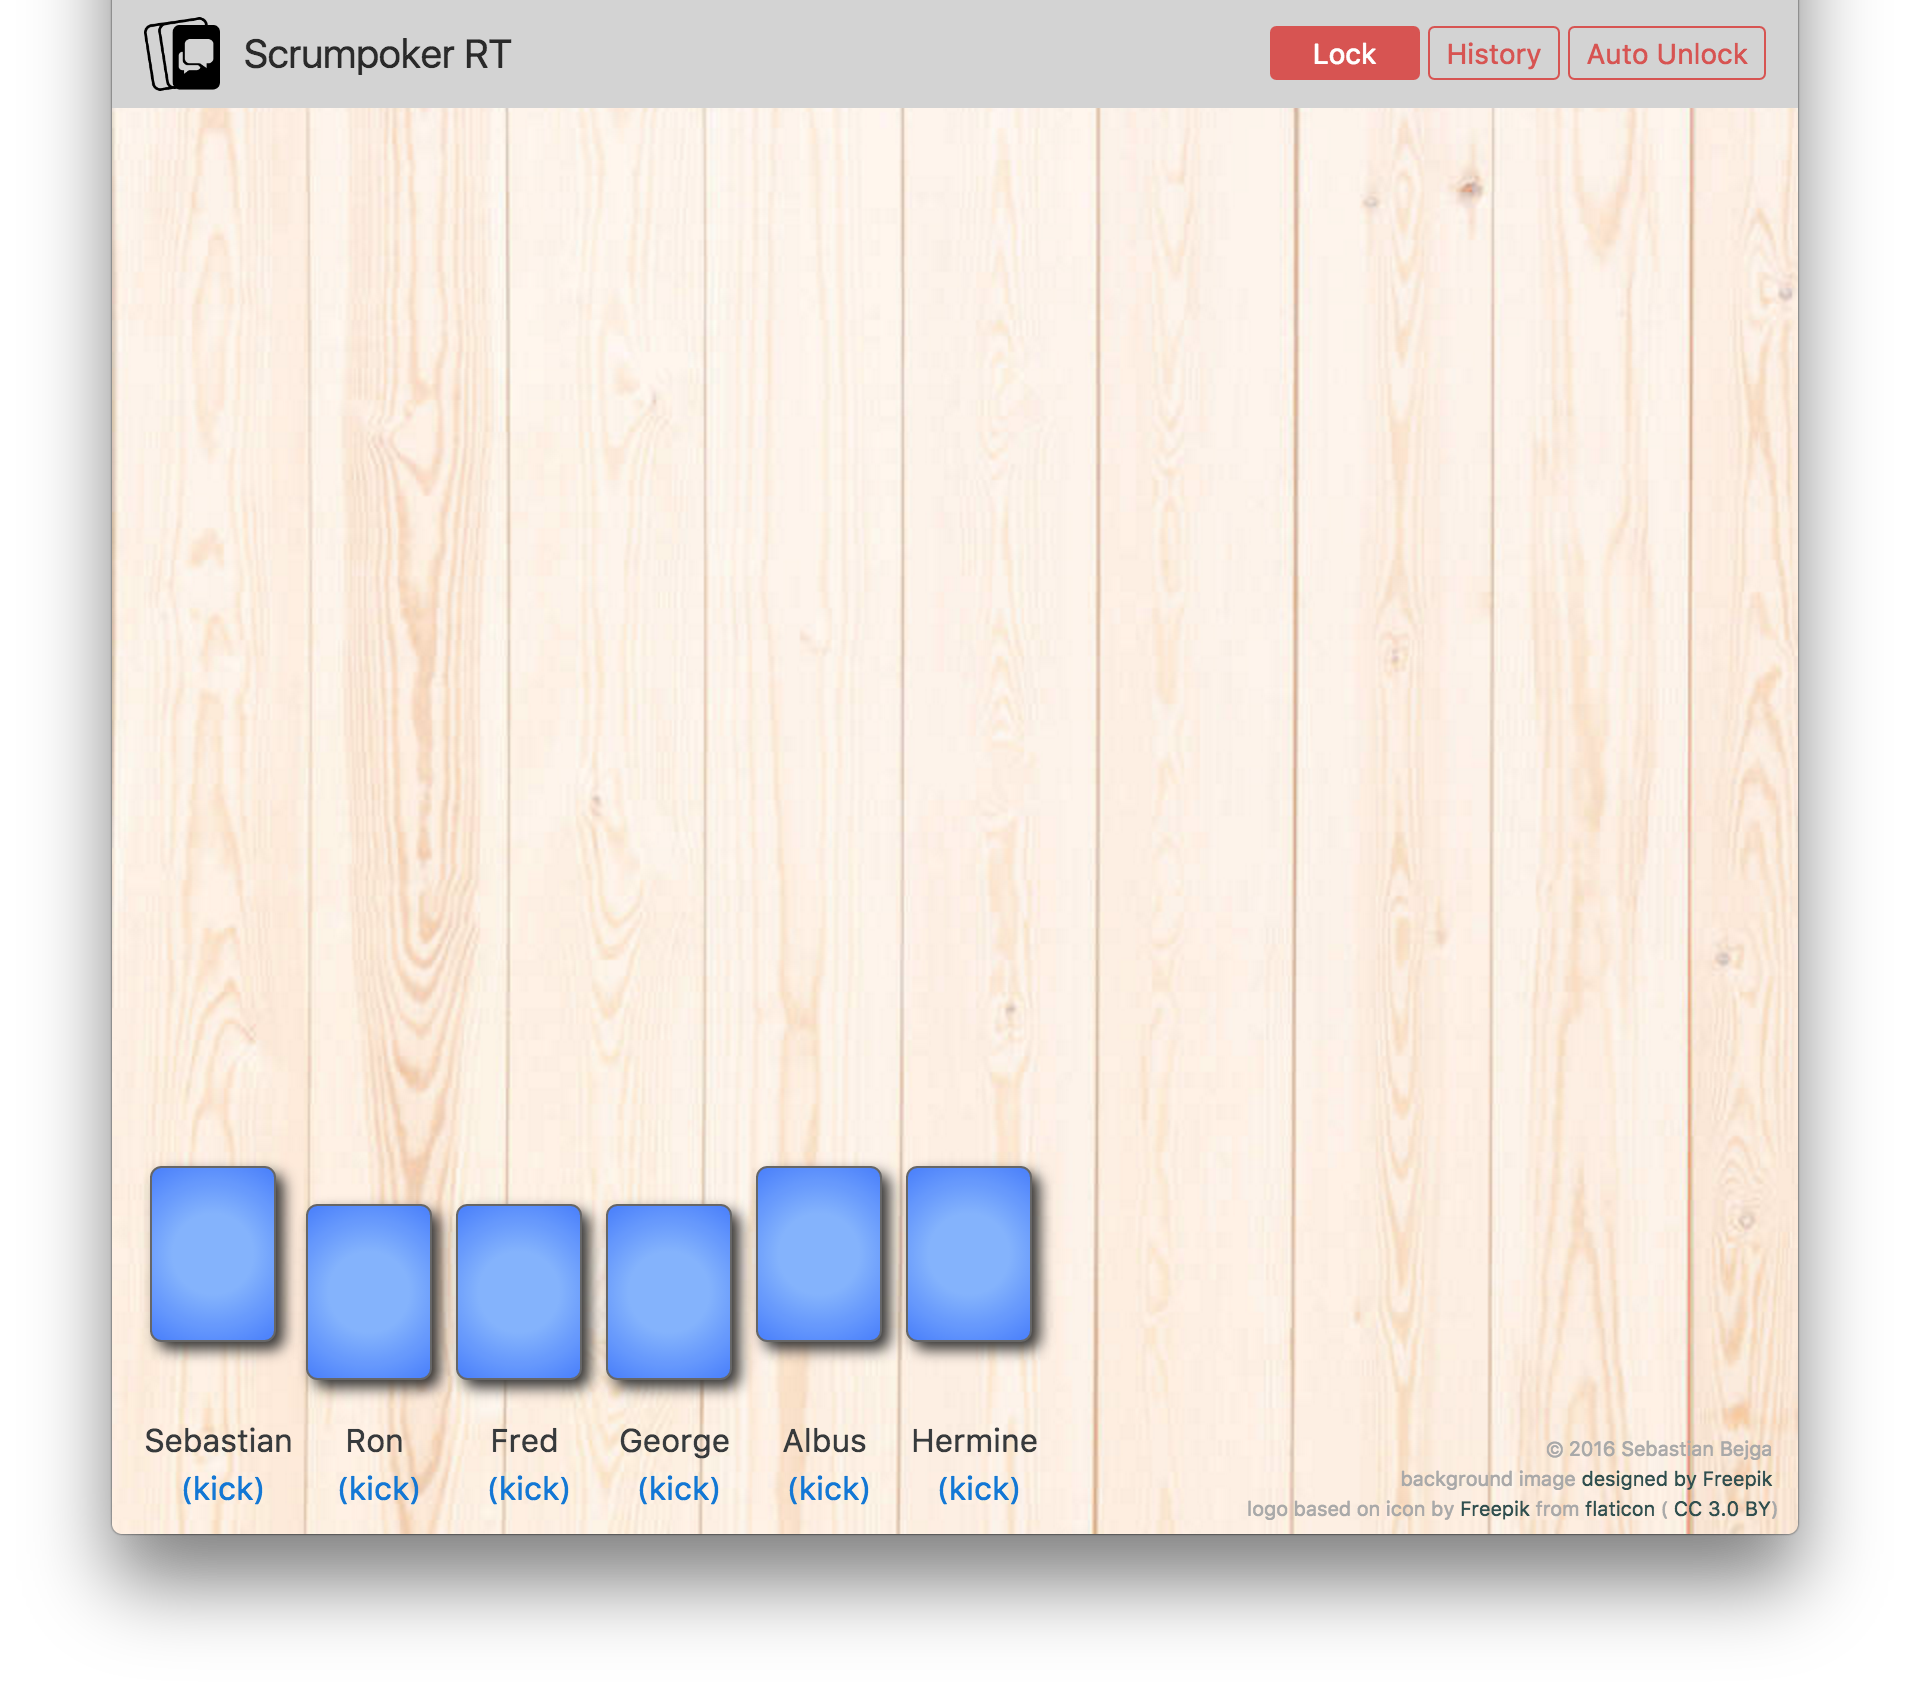 Scrumpoker RT
Lock History Auto Unlock
Sebastian Ron Fred George Albus Hermine
(kick) (kick) (kick) (kick) (kick) (kick)
© 2016 Sebastian Bejga
background image designed by Freepik
logo based on icon by Freepik from flaticon ( CC 3.0 BY)